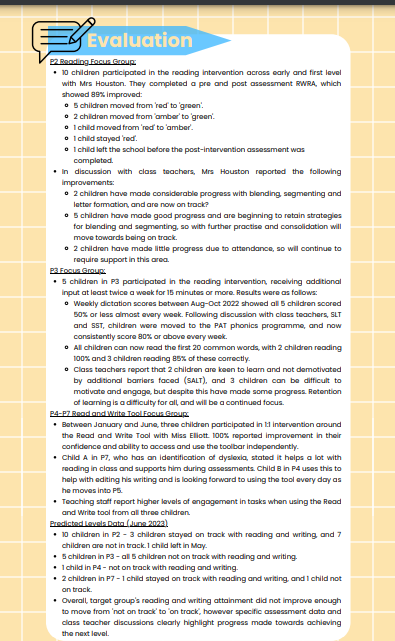 Evaluation
P2 Reading Focus Group:
• 10 children participated in the reading intervention across early and first level
with Mrs Houston. They completed a pre and post assessment RWRA, which
showed 89% improved:
5 children moved from 'red' to 'green'.
2 children moved from 'amber' to 'green'.
1 child moved from 'red' to 'amber'.
1 child stayed 'red'.
1 child left the school before the post-intervention assessment was
completed.
• In discussion with class teachers, Mrs Houston reported the following
improvements:
2 children have made considerable progress with blending, segmenting and
letter formation, and are now on track?
5 children have made good progress and are beginning to retain strategies
for blending and segmenting, so with further practise and consolidation will
move towards being on track.
2 children have made little progress due to attendance, so will continue to
require support in this area.
P3 Focus Group:
• 5 children in P3 participated in the reading intervention, receiving additional
input at least twice a week for 15 minutes or more. Results were as follows:
Weekly dictation scores between Aug-Oct 2022 showed all 5 children scored
50% or less almost every week. Following discussion with class teachers, SLT
and SST, children were moved to the PAT phonics programme, and now
consistently score 80% or above every week.
All children can now read the first 20 common words, with 2 children reading
100% and 3 children reading 85% of these correctly.
Class teachers report that 2 children are keen to learn and not demotivated
by additional barriers faced (SALT), and 3 children can be difficult to
motivate and engage, but despite this have made some progress. Retention
of learning is a difficulty for all, and will be a continued focus.
P4-P7 Read and Write Tool Focus Group:
• Between January and June, three children participated in 1:1 intervention around
the Read and Write Tool with Miss Elliott. 100% reported improvement in their
confidence and ability to access and use the toolbar independently.
• Child A in P7, who has an identification of dyslexia, stated it helps a lot with
reading in class and supports him during assessments. Child B in P4 uses this to
help with editing his writing and is looking forward to using the tool every day as
he moves into P5.
• Teaching staff report higher levels of engagement in tasks when using the Read
and Write tool from all three children.
Predicted Levels Data (June 2023)
• 10 children in P2 - 3 children stayed on track with reading and writing, and 7
children are not in track. 1 child left in May.
• 5 children in P3 - all 5 children not on track with reading and writing.
• 1 child in P4 - not on track with reading and writing.
• 2 children in P7 - 1 child stayed on track with reading and writing, and 1 child not
on track.
• Overall, target group's reading and writing attainment did not improve enough
to move from 'not on track' to 'on track', however specific assessment data and
class teacher discussions clearly highlight progress made towards achieving
the next level.